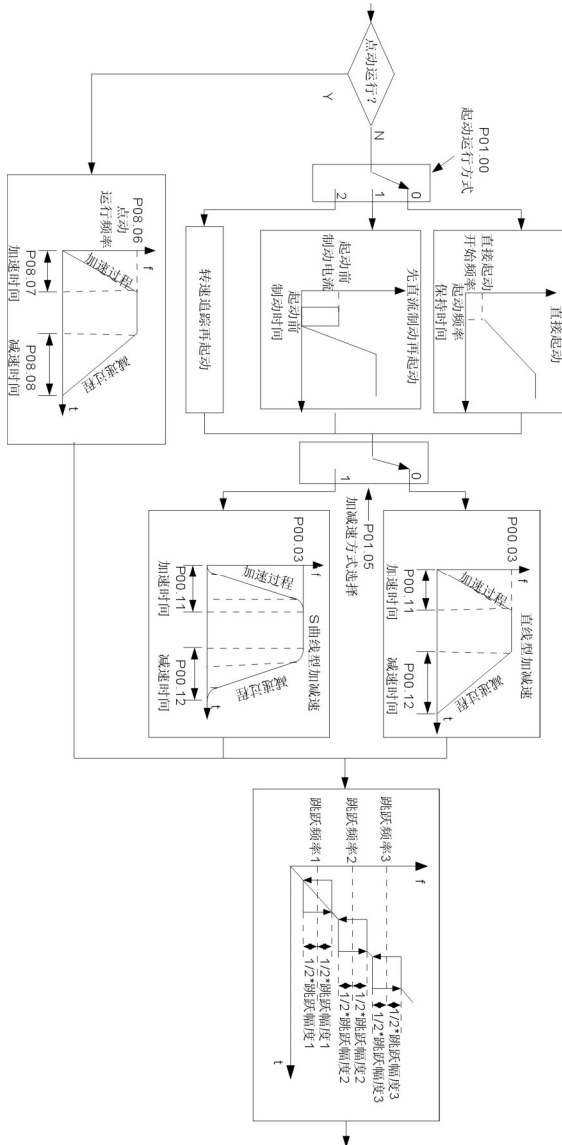 点动运行?
Y
N
P01.00
起动运行方式
0
1
2
直接起动
直接起动
开始频率
起动频率
保持时间
先直流制动再起动
起动前
制动电流
起动前
制动时间
转速追踪再起动
P08.06
点动
运行频率
f
加速过程
减速过程
t
P08.07
加速时间
P08.08
减速时间
0
1
P01.05
加减速方式选择
直线型加减速
P00.03
f
加速过程
减速过程
t
P00.11
加速时间
P00.12
减速时间
S曲线型加减速
P00.03
f
加速过程
减速过程
t
P00.11
加速时间
P00.12
减速时间
f
跳跃频率3
跳跃频率2
跳跃频率1
1/2*跳跃幅度3
1/2*跳跃幅度3
1/2*跳跃幅度2
1/2*跳跃幅度2
1/2*跳跃幅度1
1/2*跳跃幅度1
t